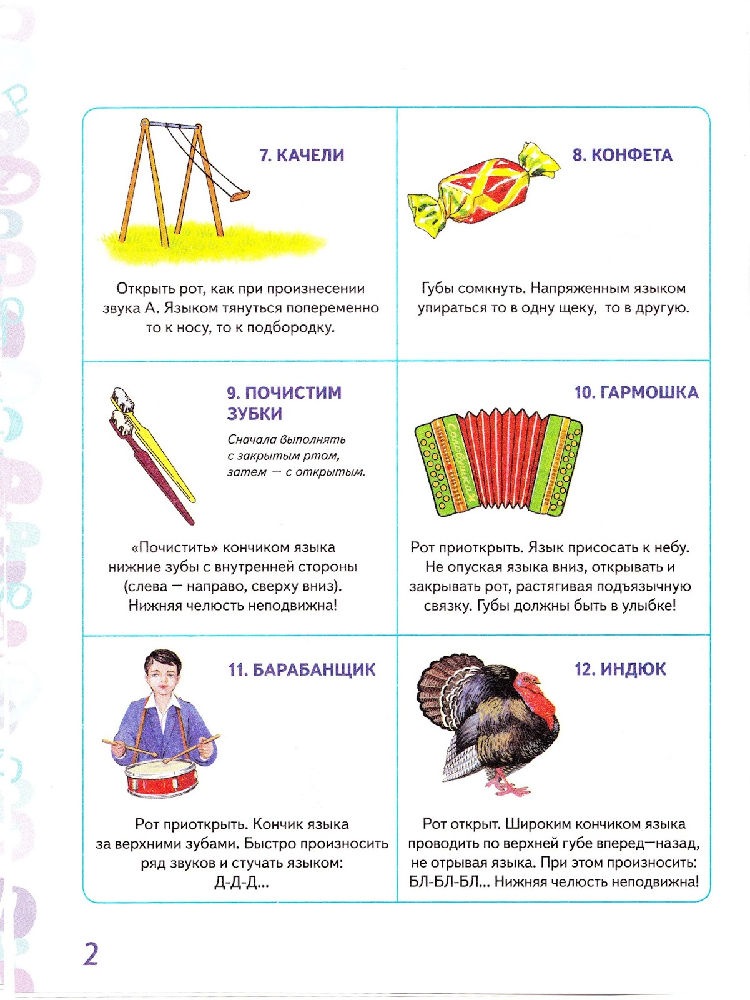 7. КАЧЕЛИ
Открыть рот, как при произнесении
звука А. Языком тянуться попеременно
то к носу, то к подбородку.
8. КОНФЕТА
Губы сомкнуть. Напряженным языком
упираться то в одну щеку, то в другую.
9. ПОЧИСТИМ
ЗУБКИ
Сначала выполнять
с закрытым ртом,
затем — с открытым.
«Почистить» кончиком языка
нижние зубы с внутренней стороны
(слева — направо, сверху вниз).
Нижняя челюсть неподвижна!
10. ГАРМОШКА
Соловушка
Рот приоткрыть. Язык присосать к небу.
Не опуская языка вниз, открывать и
закрывать рот, растягивая подъязычную
связку. Губы должны быть в улыбке!
11. БАРАБАНЩИК
Рот приоткрыть. Кончик языка
за верхними зубами. Быстро произносить
ряд звуков и стучать языком:
Д-Д-Д...
12. ИНДЮК
Рот открыт. Широким кончиком языка
проводить по верхней губе вперед—назад,
не отрывая языка. При этом произносить:
БЛ-БЛ-БЛ... Нижняя челюсть неподвижна!
2